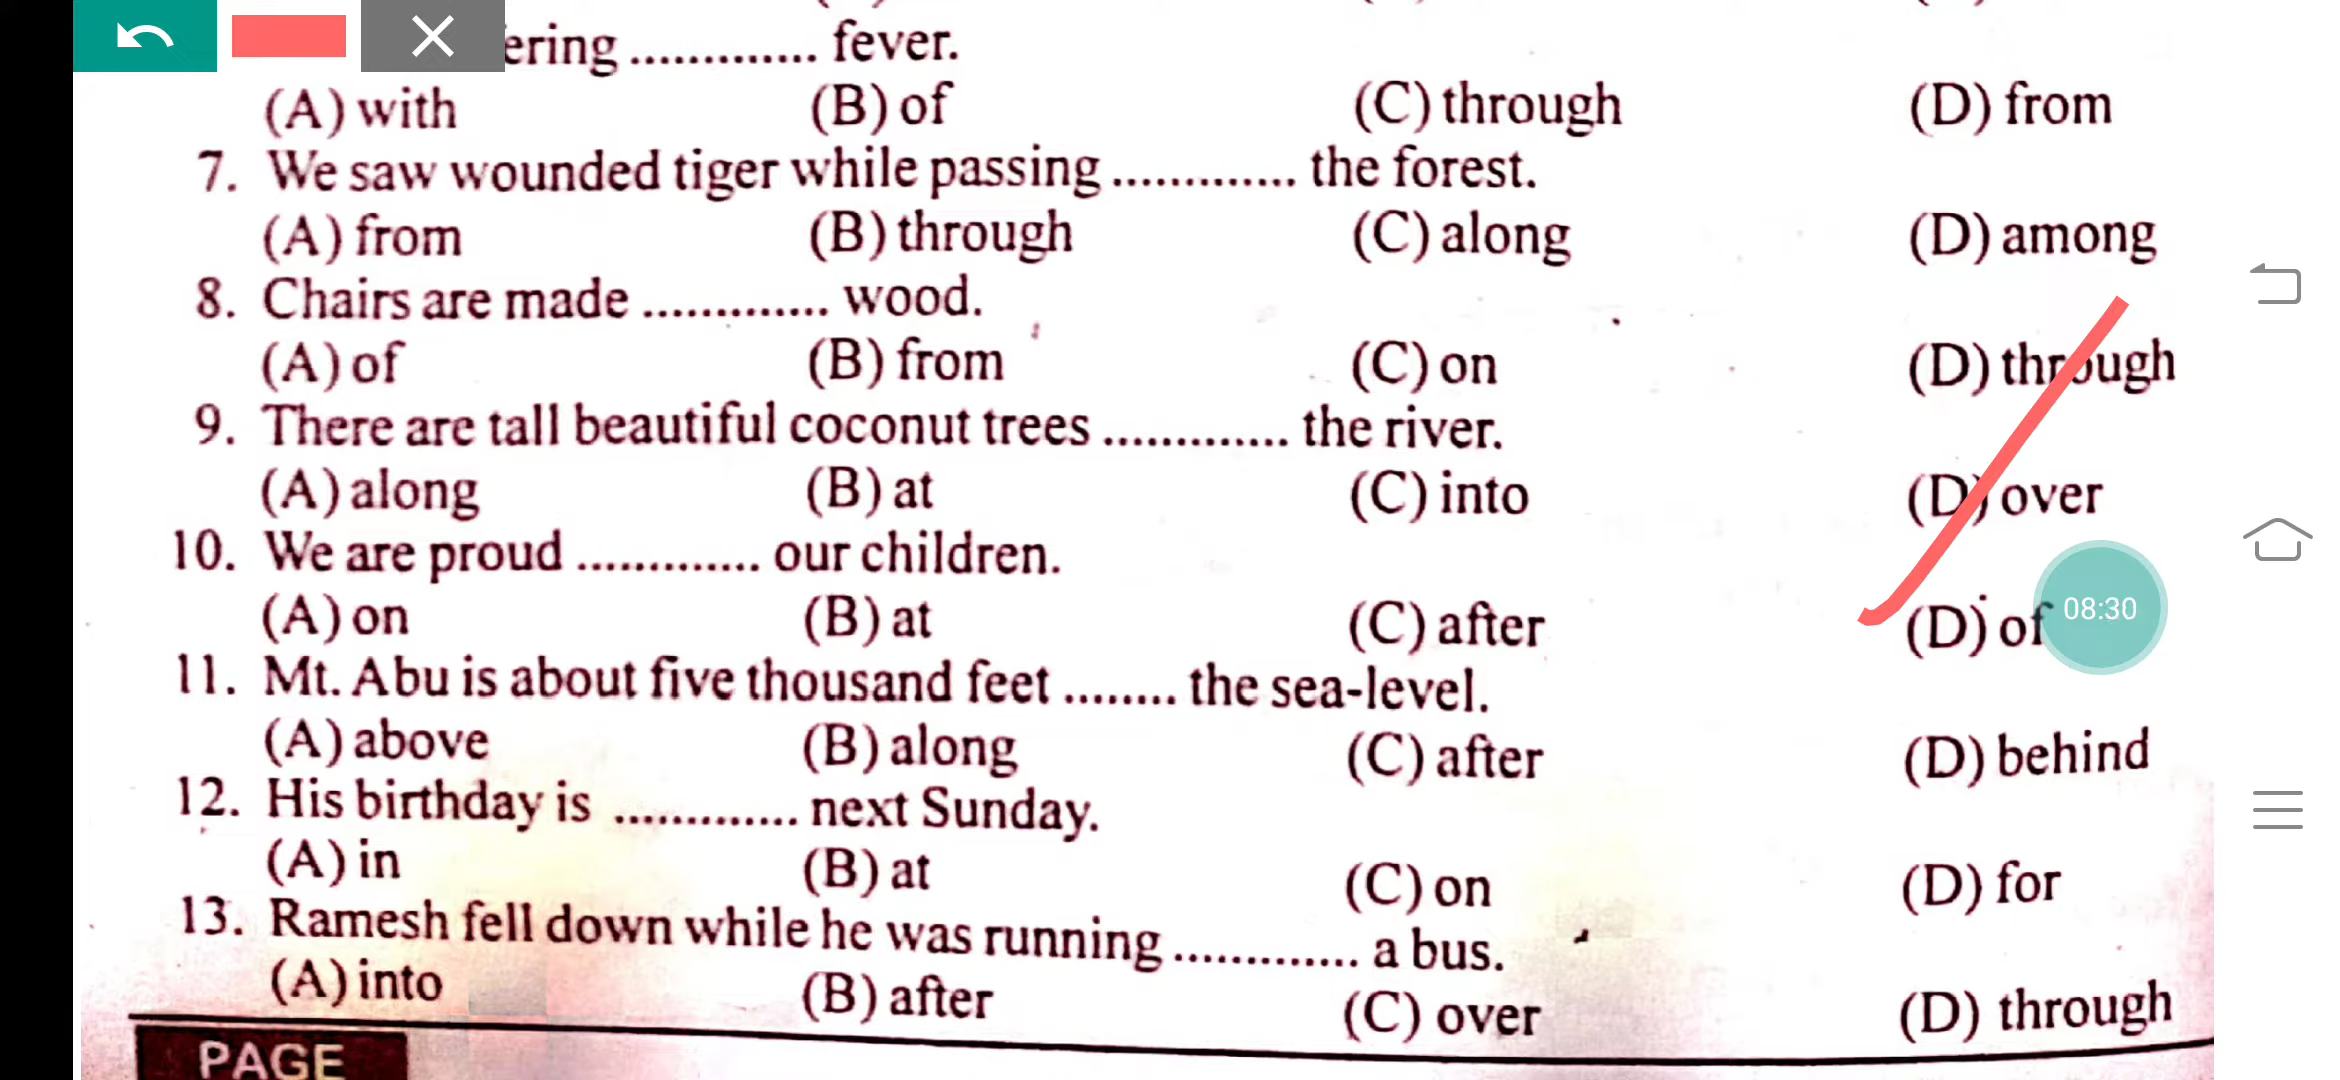 ering ............. fever.
(A) with (B) of (C) through (D) from
7. We saw wounded tiger while passing ............. the forest.
(A) from (B) through (C) along (D) among
8. Chairs are made ............. wood.
(A) of (B) from (C) on (D) through
9. There are tall beautiful coconut trees ............. the river.
(A) along (B) at (C) into (D) over
10. We are proud ............. our children.
(A) on (B) at (C) after (D) of
08:30
11. Mt. Abu is about five thousand feet ........ the sea-level.
(A) above (B) along (C) after (D) behind
12. His birthday is ............. next Sunday.
(A) in (B) at (C) on (D) for
13. Ramesh fell down while he was running ............. a bus.
(A) into (B) after (C) over (D) through
PAGE